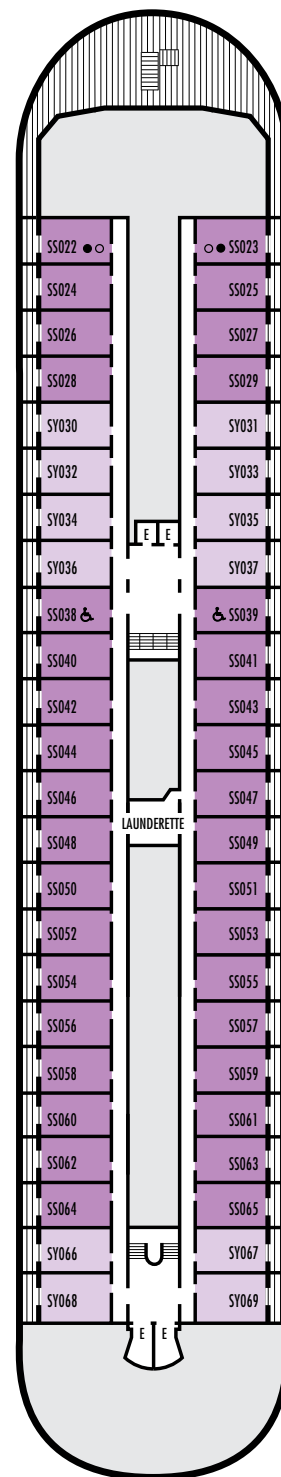 SS022 SS023
SS024 SS025
SS026 SS027
SS028 SS029
SY030 SY031
SY032 SY033
SY034 SY035
E E
SY036 SY037
SS038 SS039
SS040 SS041
SS042 SS043
SS044 SS045
SS046 SS047
LAUNDERETTE
SS048 SS049
SS050 SS051
SS052 SS053
SS054 SS055
SS056 SS057
SS058 SS059
SS060 SS061
SS062 SS063
SS064 SS065
SY066 SY067
SY068 SY069
E E